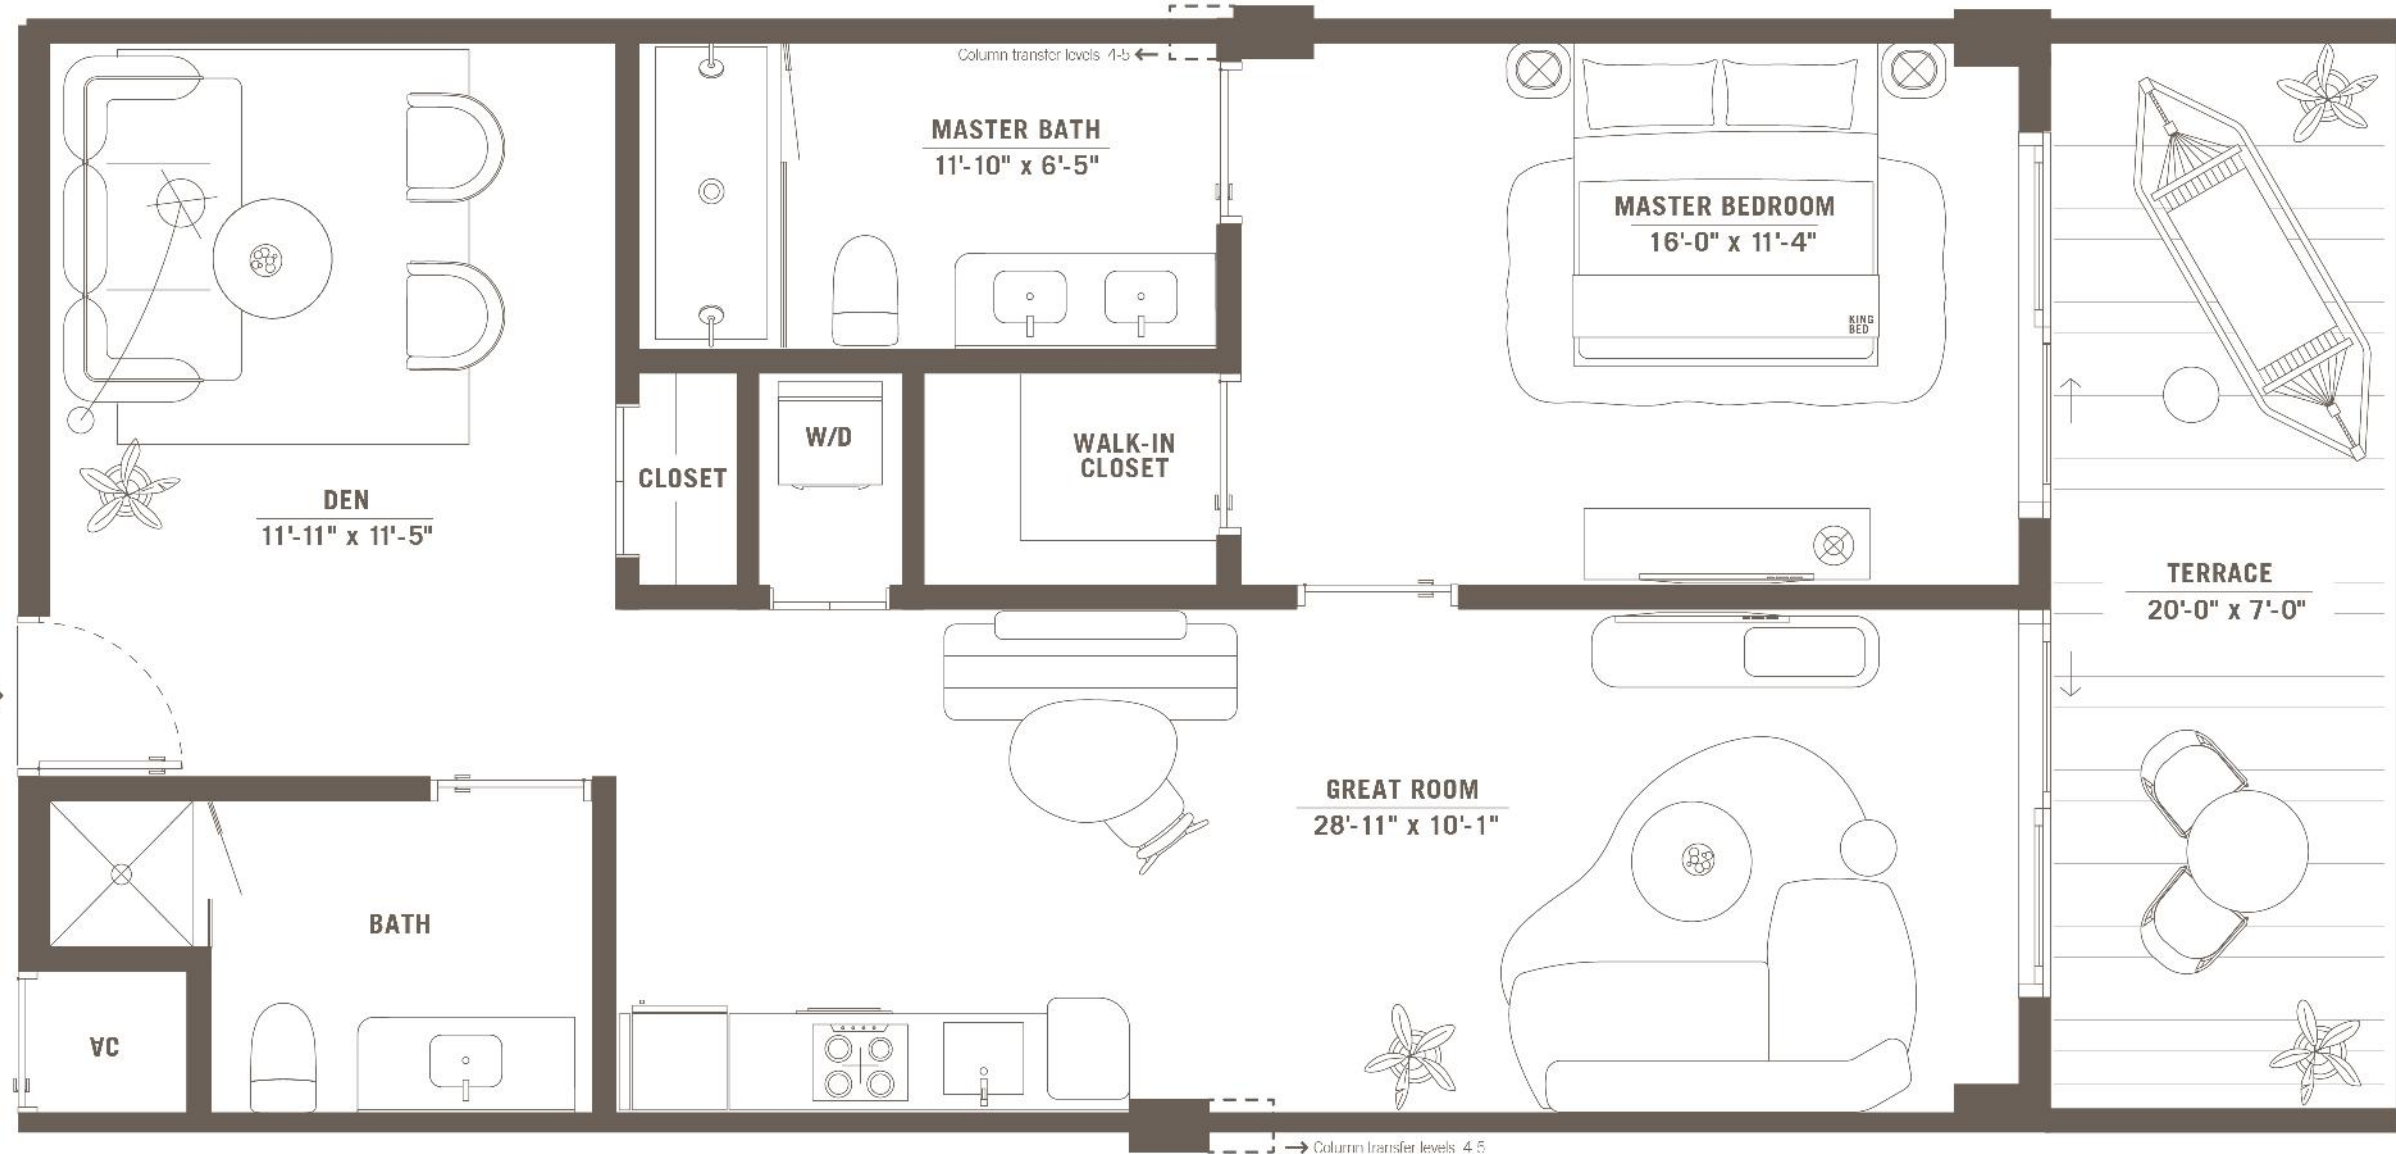 Column transfer levels 4-5
MASTER BATH
11'-10" x 6'-5"
MASTER BEDROOM
16'-0" x 11'-4"
KING
BED
W/D
CLOSET
WALK-IN
CLOSET
DEN
11'-11" x 11'-5"
TERRACE
20'-0" x 7'-0"
GREAT ROOM
28'-11" x 10'-1"
BATH
AC
Column transfer levels 4-5